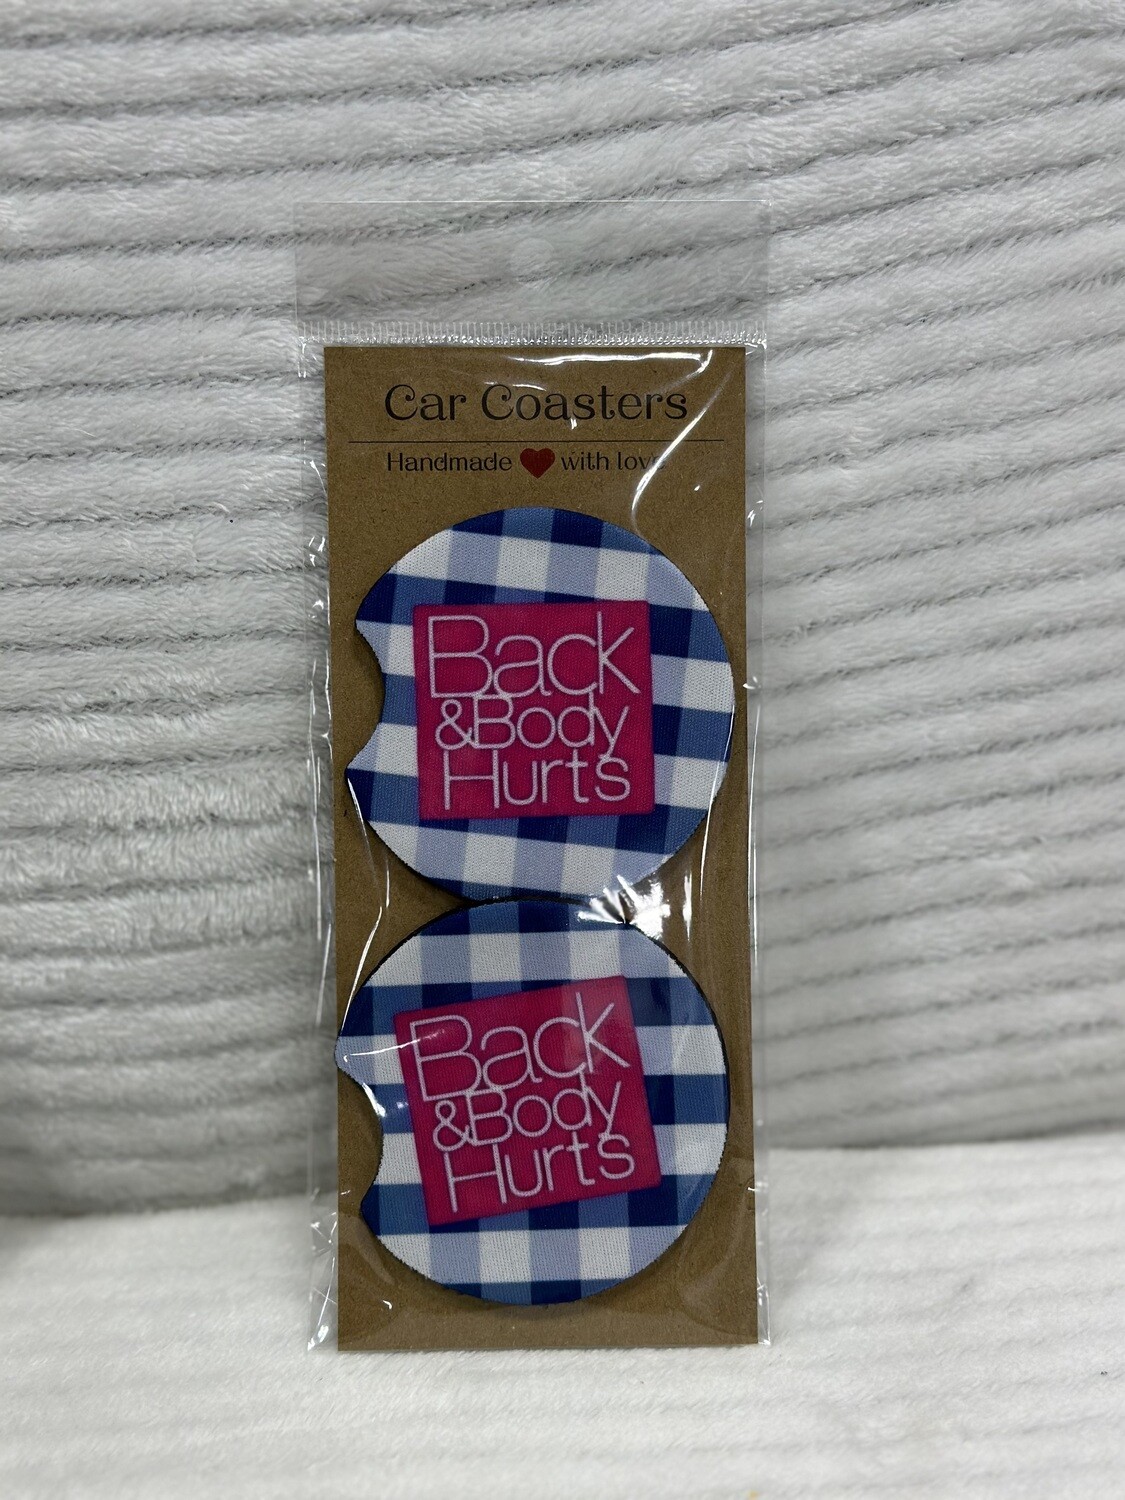 Car Coasters
Handmade ❤ with love
Back
&Body
Hurts
Back
&Body
Hurts